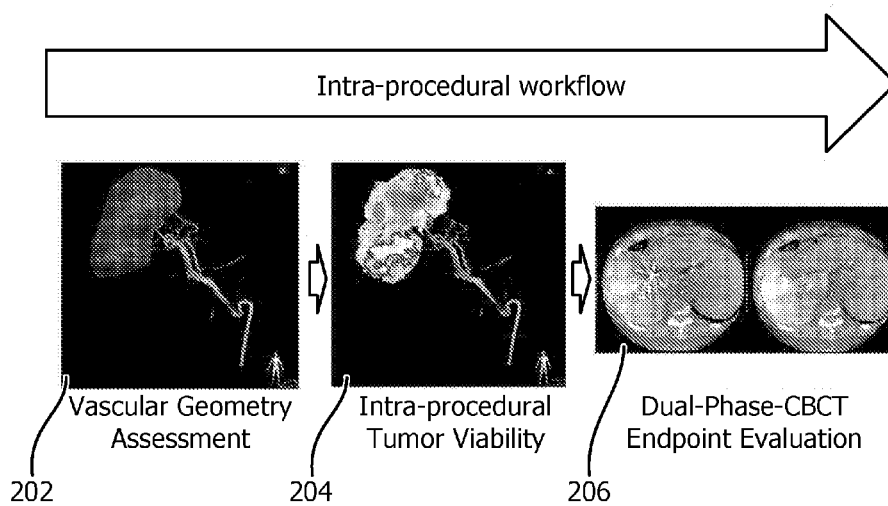 Intra-procedural workflow
Vascular Geometry
Assessment
Intra-procedural
Tumor Viability
Dual-Phase-CBCT
Endpoint Evaluation
202
204
206